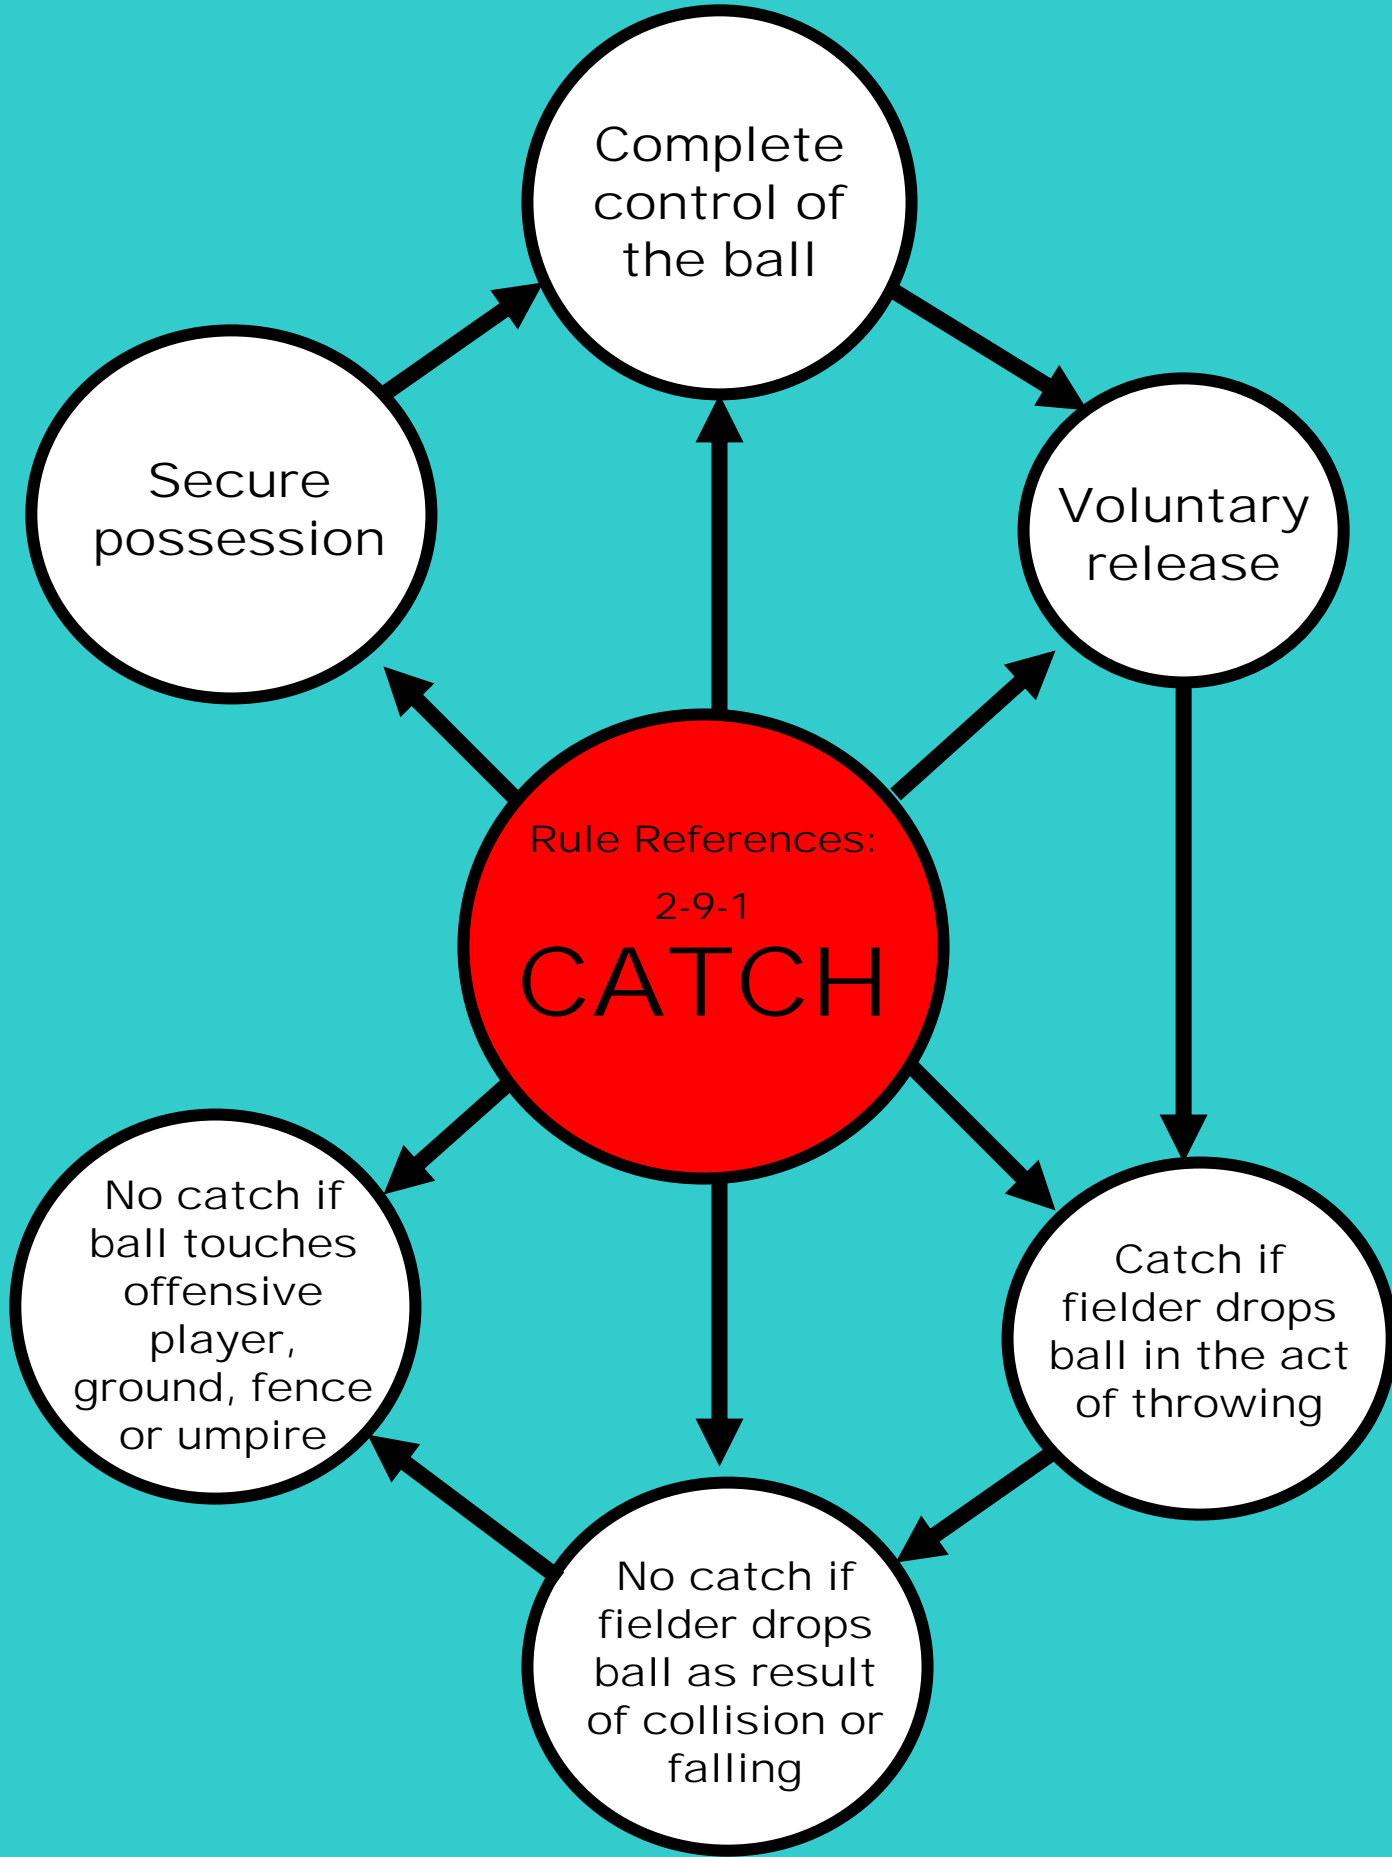 Complete
control of
the ball
Secure
possession
Voluntary
release
Rule References:
2-9-1
CATCH
No catch if
ball touches
offensive
player,
ground, fence
or umpire
Catch if
fielder drops
ball in the act
of throwing
No catch if
fielder drops
ball as result
of collision or
falling